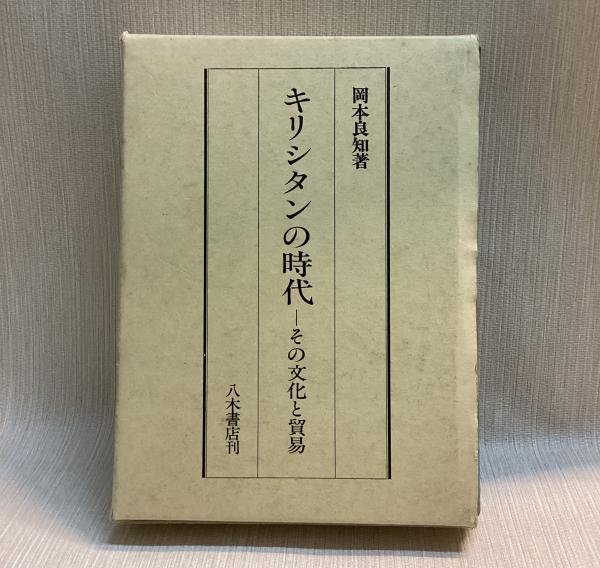 岡本良知著
キリシタンの時代―その文化と貿易
八木書店刊